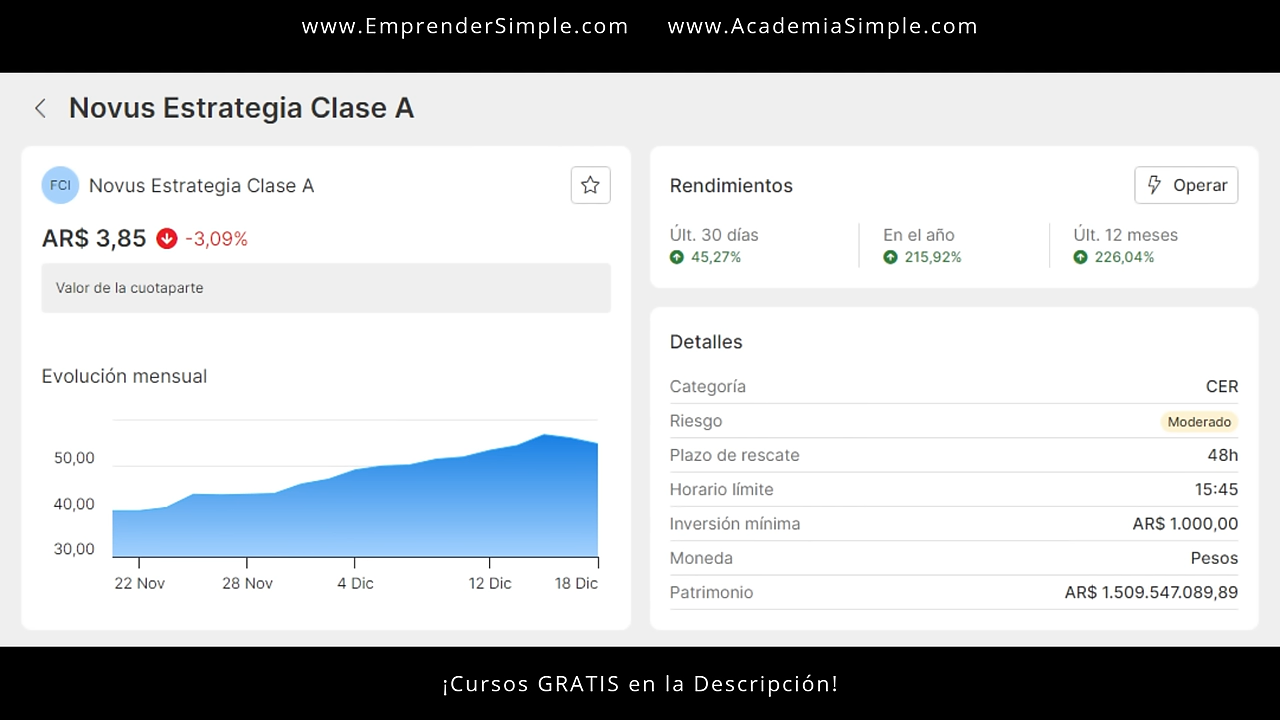 www.EmprenderSimple.com www.AcademiaSimple.com
Novus Estrategia Clase A
FCI Novus Estrategia Clase A
AR$ 3,85 -3,09%
Valor de la cuotaparte
Evolución mensual
50,00
40,00
30,00
22 Nov 28 Nov 4 Dic 12 Dic 18 Dic
Rendimientos Operar
Últ. 30 días En el año Últ. 12 meses
45,27% 215,92% 226,04%
Detalles
Categoría CER
Riesgo Moderado
Plazo de rescate 48h
Horario límite 15:45
Inversión mínima AR$ 1.000,00
Moneda Pesos
Patrimonio AR$ 1.509.547.089,89
¡Cursos GRATIS en la Descripción!